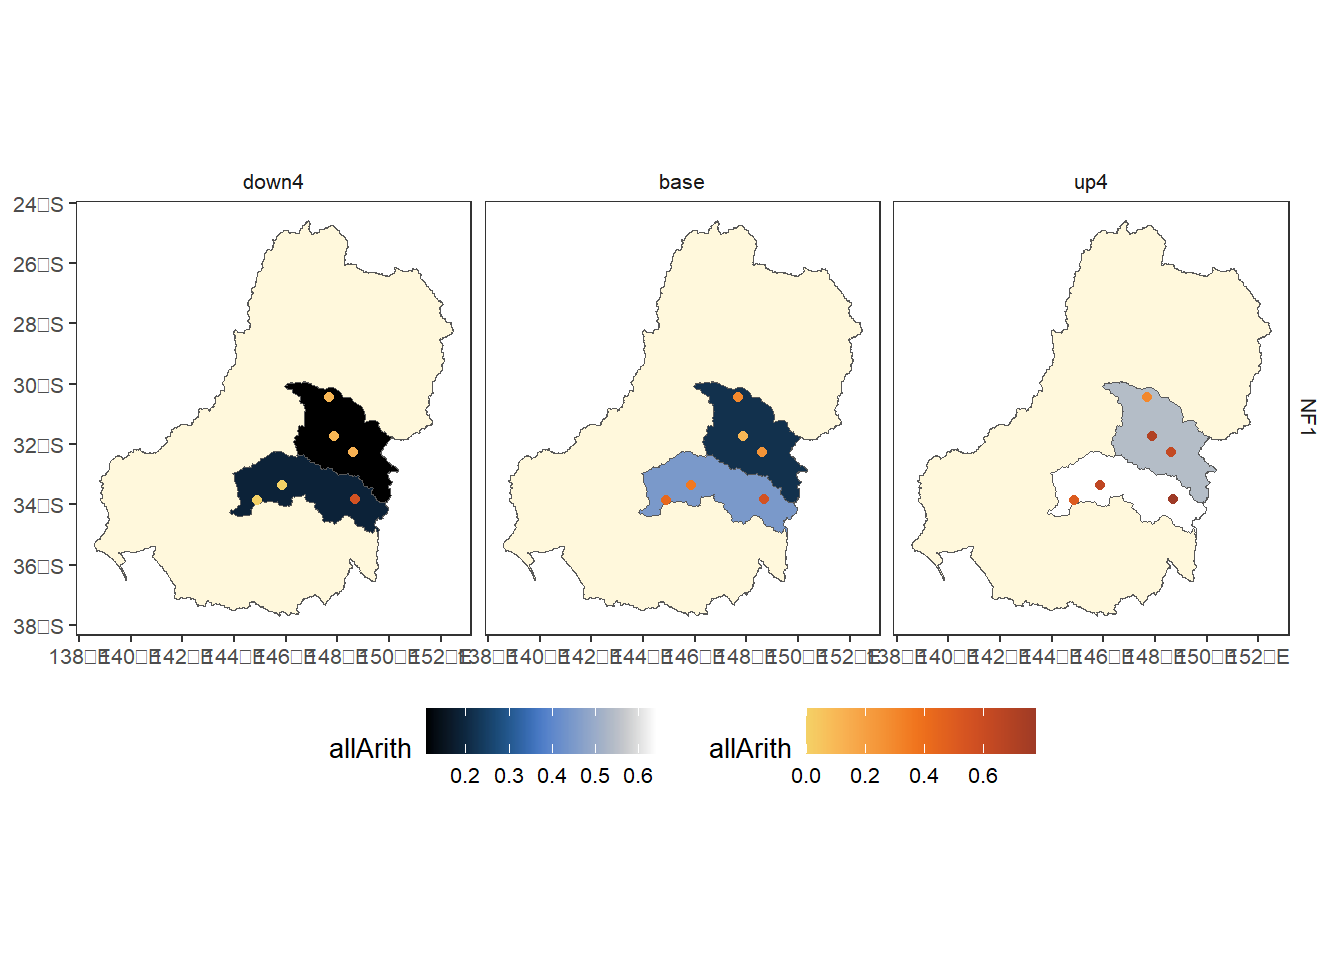 down4 base up4
24□S
26□S
28□S
30□S
32□S
34□S
36□S
38□S
NF1
138□E 140□E 142□E 144□E 146□E 148□E 150□E 152□E 138□E 140□E 142□E 144□E 146□E 148□E 150□E 152□E 138□E 140□E 142□E 144□E 146□E 148□E 150□E 152□E
allArith 0.2 0.3 0.4 0.5 0.6
allArith 0.0 0.2 0.4 0.6